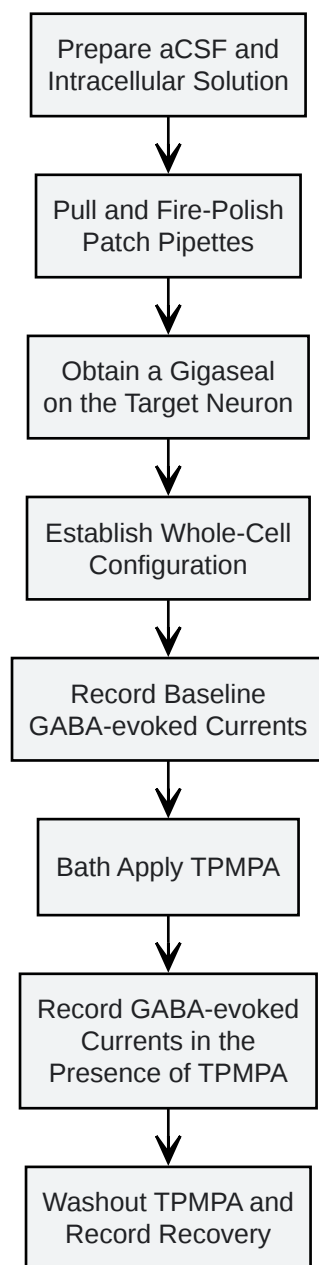 Prepare aCSF and
Intracellular Solution
Pull and Fire-Polish
Patch Pipettes
Obtain a Gigaseal
on the Target Neuron
Establish Whole-Cell
Configuration
Record Baseline
GABA-evoked Currents
Bath Apply TPMPA
Record GABA-evoked
Currents in the
Presence of TPMPA
Washout TPMPA and
Record Recovery